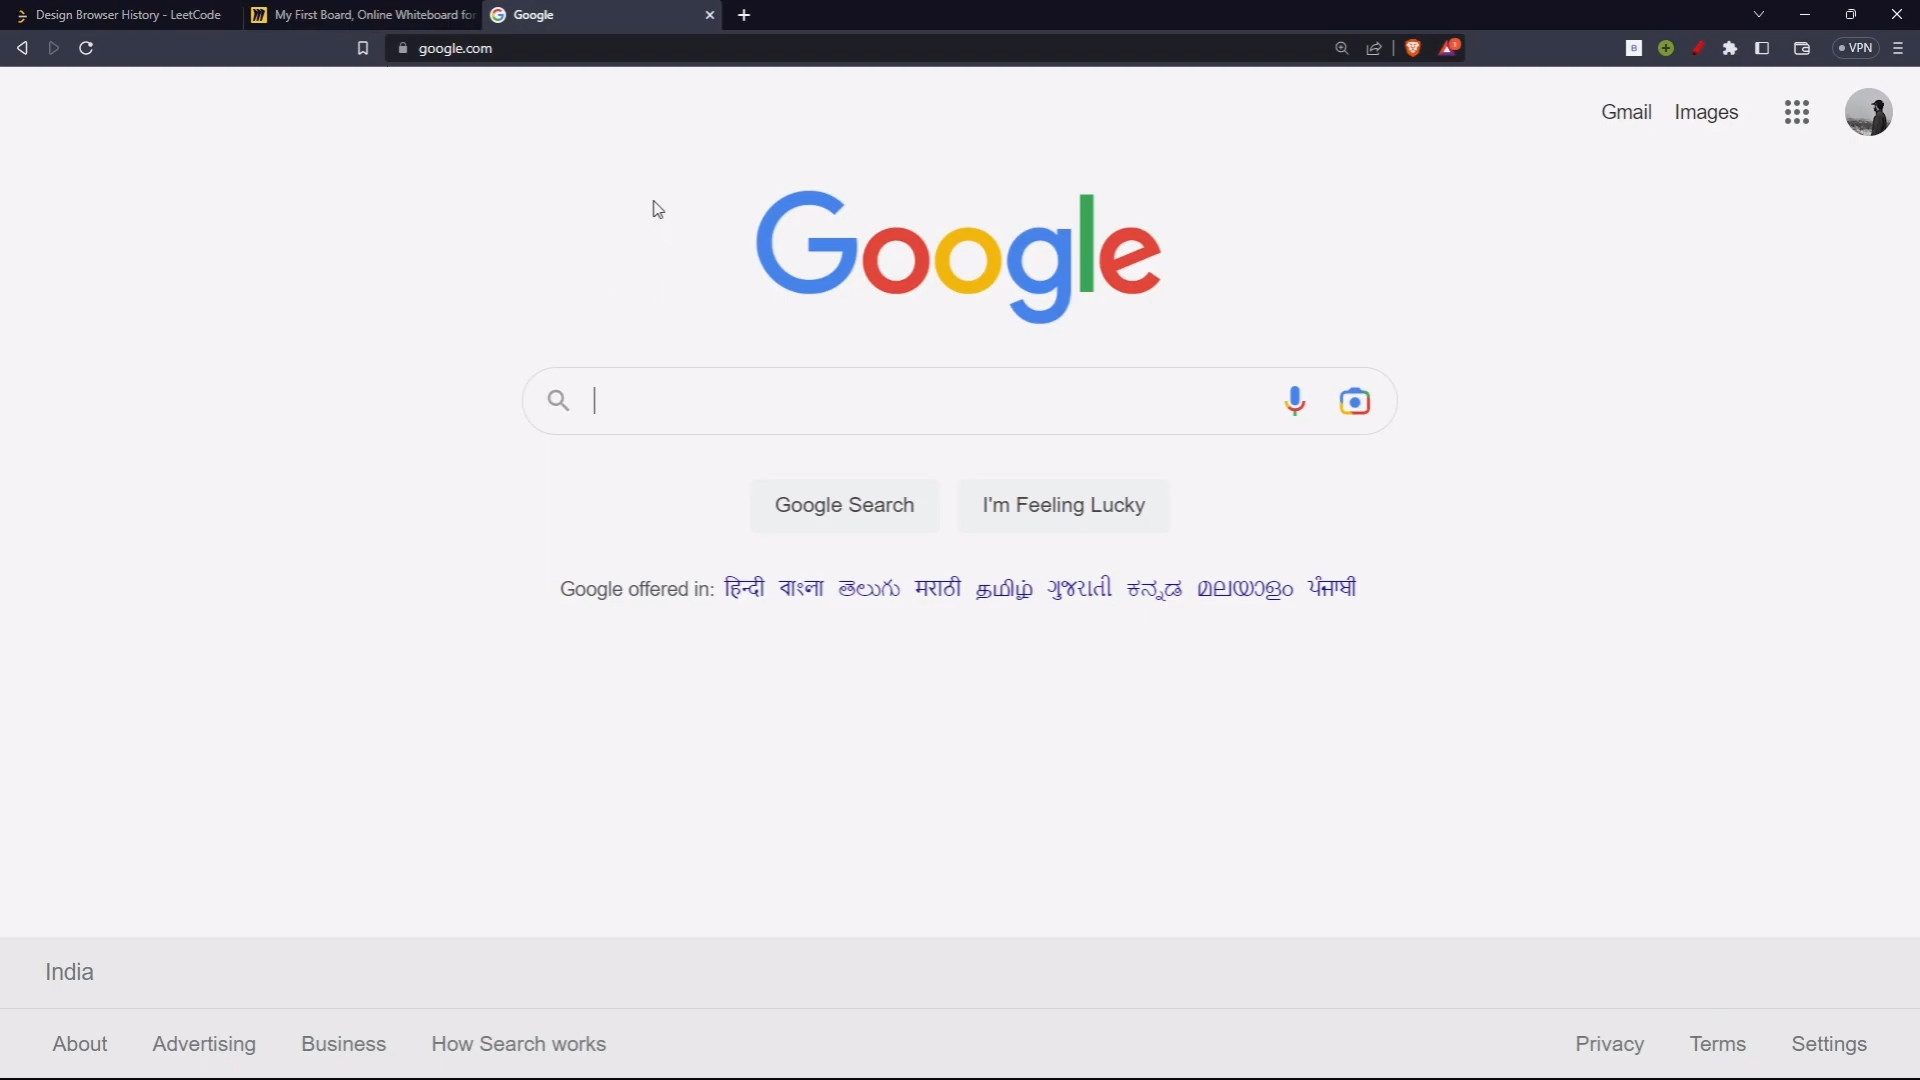 Design Browser History - LeetCode
My First Board, Online Whiteboard for
Google
google.com
VPN
Gmail Images
Google
Google Search
I'm Feeling Lucky
Google offered in: हिन्दी বাংলা తెలుగు मराठी தமிழ் ગુજરાતી ಕನ್ನಡ മലയാളം ਪੰਜਾਬੀ
India
About Advertising Business How Search works
Privacy Terms Settings